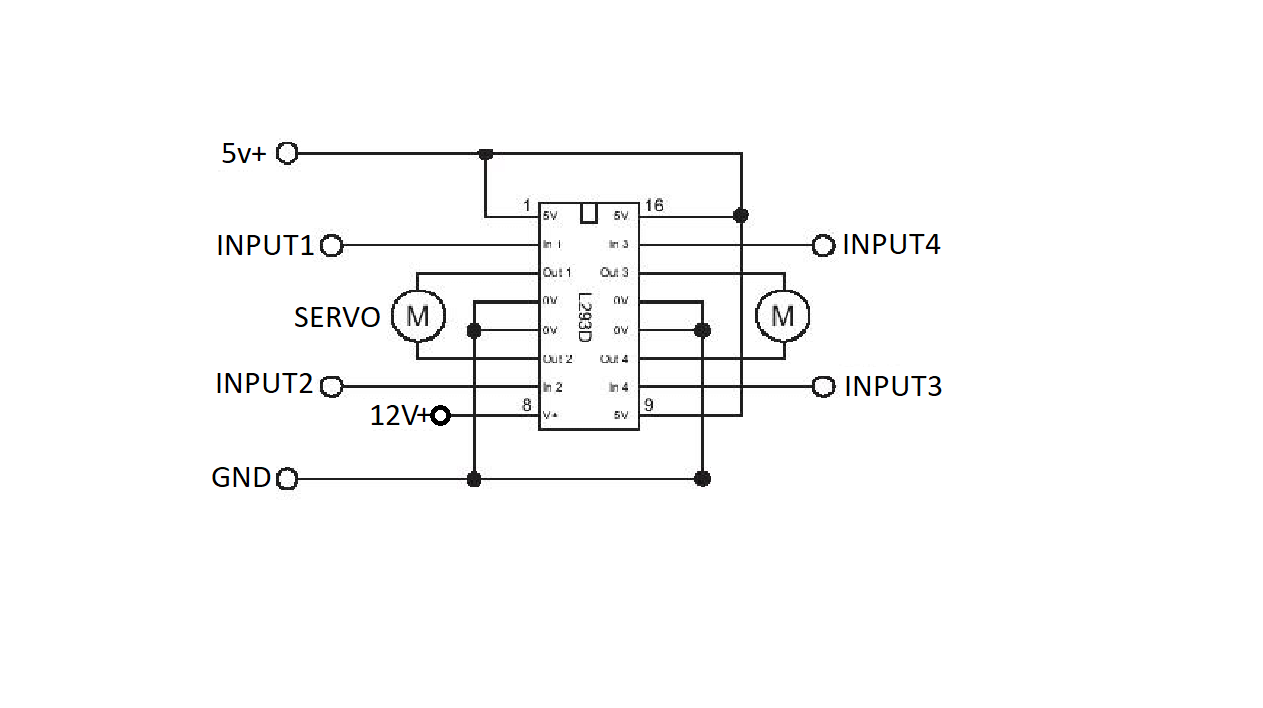 5v+
1
16
5V
5V
INPUT1
In 1
In 3
INPUT4
Out 1
Out 3
SERVO
M
0V
0V
L293D
M
0V
0V
Out 2
Out 4
INPUT2
In 2
In 4
INPUT3
12V+
8
V+
5V
9
GND